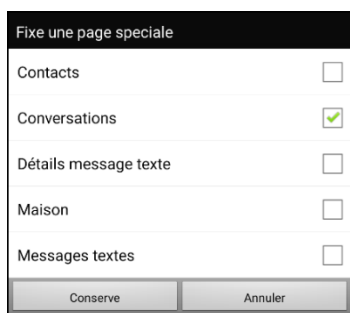 Fixe une page speciale
Contacts
Conversations
Détails message texte
Maison
Messages textes
Conserve Annuler